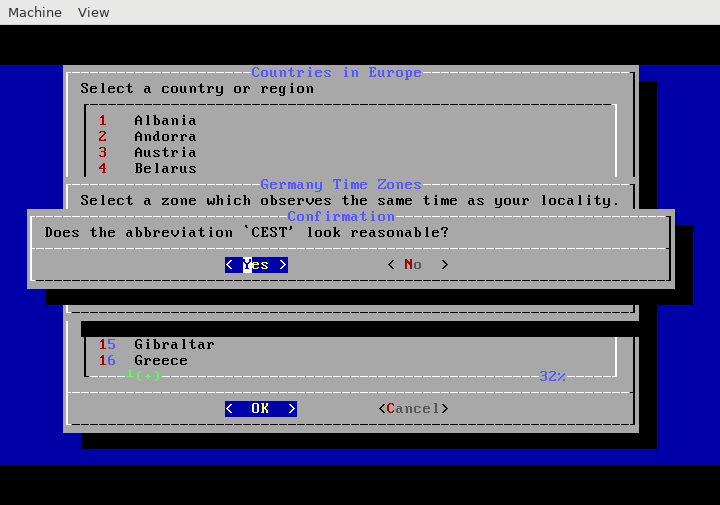 Machine View
Countries in Europe
Select a country or region
1 Albania
2 Andorra
3 Austria
4 Belarus
Germany Time Zones
Select a zone which observes the same time as your locality.
Confirmation
Does the abbreviation `CEST' look reasonable?
< Yes > < No >
15 Gibraltar
16 Greece
(+) 32%
< OK > <Cancel>